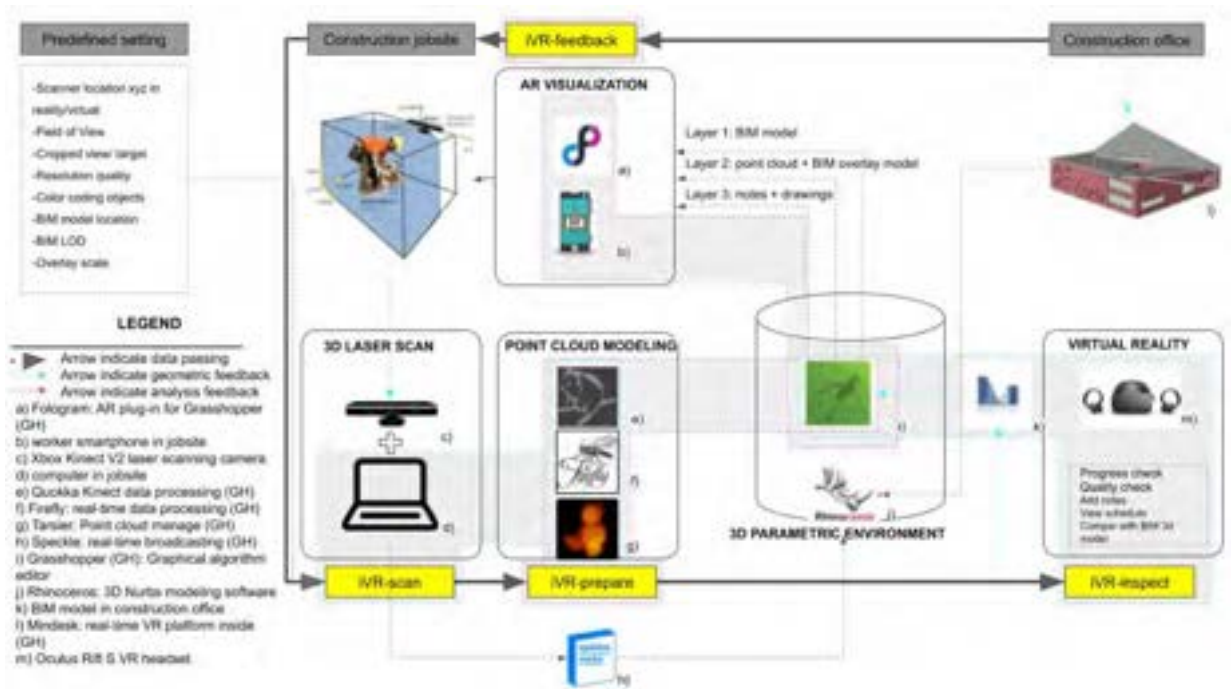 Predefined setting
Construction jobsite
iVR-feedback
Construction office
-Scanner location xyz in
reality/virtual
-Field of View
-Cropped view target
-Resolution quality
-Color coding objects
-BIM model location
-BIM LOD
-Overlay scale
AR VISUALIZATION
a)
b)
Layer 1: BIM model
Layer 2: point cloud + BIM overlay model
Layer 3: notes + drawings
l)
LEGEND
Arrow indicate data passing
Arrow indicate geometric feedback
Arrow indicate analysis feedback
a) Fologram: AR plug-in for Grasshopper
(GH)
b) worker smartphone in jobsite
c) Xbox Kinect V2 laser scanning camera
d) computer in jobsite
e) Quokka Kinect data processing (GH)
f) Firefly: real-time data processing (GH)
g) Tarsier: Point cloud manage (GH)
h) Speckle: real-time broadcasting (GH)
i) Grasshopper (GH): Graphical algorithm
editor
j) Rhinoceros: 3D Nurbs modeling software
k) BIM model in construction office
l) Mindesk: real-time VR platform inside
(GH)
m) Oculus Rift S VR headset
3D LASER SCAN
c)
d)
POINT CLOUD MODELING
e)
firefly
f)
g)
i)
Rhinoceros
j)
3D PARAMETRIC ENVIRONMENT
k)
VIRTUAL REALITY
m)
Progress check
Quality check
Add notes
View schedule
Compar with BIM 3d
model
iVR-scan
iVR-prepare
iVR-inspect
h)